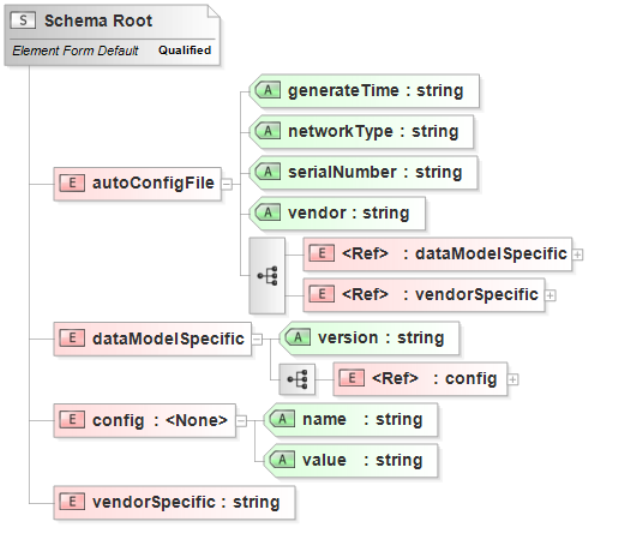 S Schema Root
Element Form Default Qualified
A generateTime : string
A networkType : string
E autoConfigFile
A serialNumber : string
A vendor : string
E <Ref> : dataModelSpecific
E <Ref> : vendorSpecific
E dataModelSpecific
A version : string
E <Ref> : config
E config : <None>
A name : string
A value : string
E vendorSpecific : string